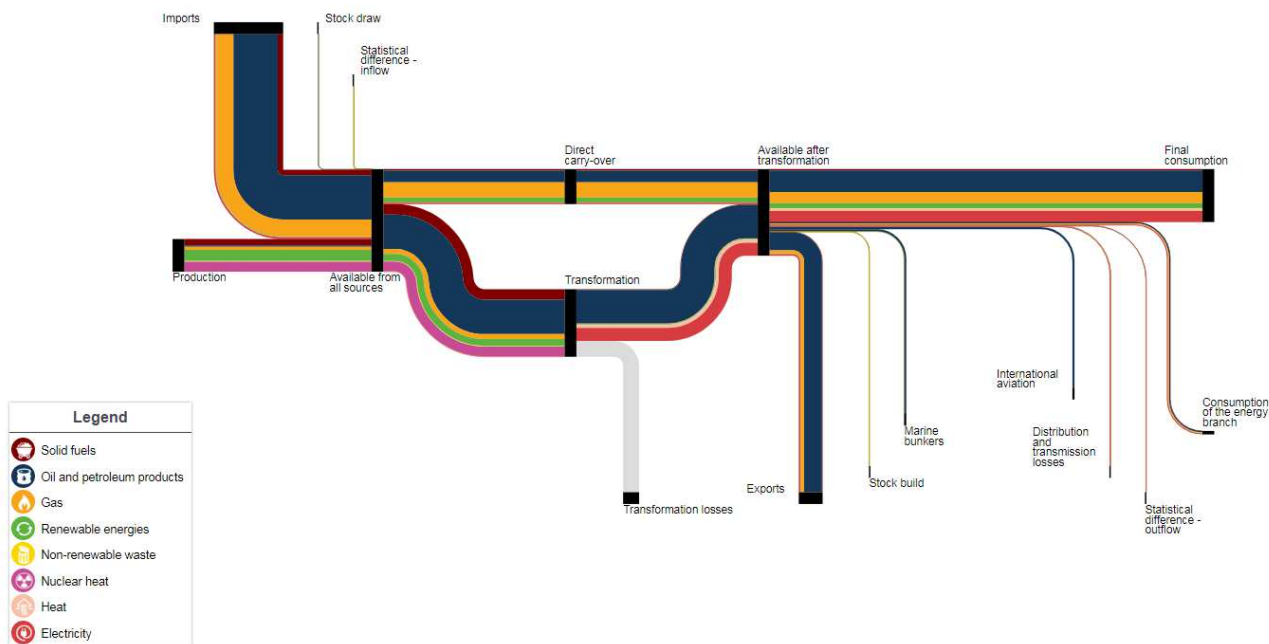 Imports
Stock draw
Statistical
difference -
inflow
Direct
carry-over
Available after
transformation
Final
consumption
Production
Available from
all sources
Transformation
International
aviation
Consumption
of the energy
branch
Marine
bunkers
Distribution and
transmission
losses
Stock build
Exports
Transformation losses
Statistical
difference -
outflow
Legend
Solid fuels
Oil and petroleum products
Gas
Renewable energies
Non-renewable waste
Nuclear heat
Heat
Electricity